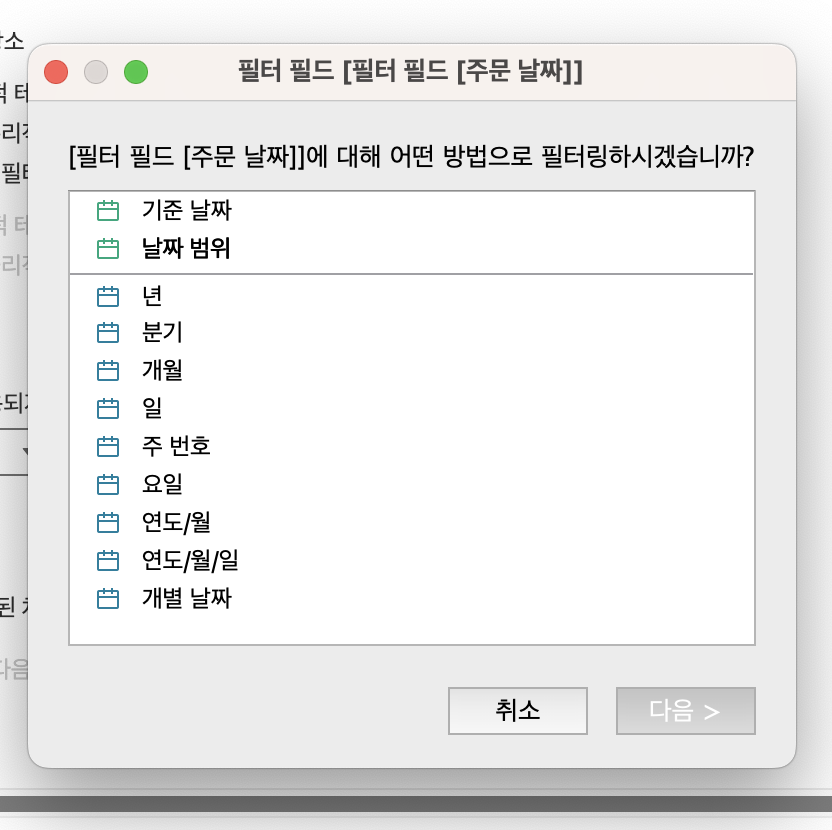 필터 필드 [필터 필드 [주문 날짜]]
[필터 필드 [주문 날짜]]에 대해 어떤 방법으로 필터링하시겠습니까?
기준 날짜
날짜 범위
년
분기
개월
일
주 번호
요일
연도/월
연도/월/일
개별 날짜
취소
다음 >